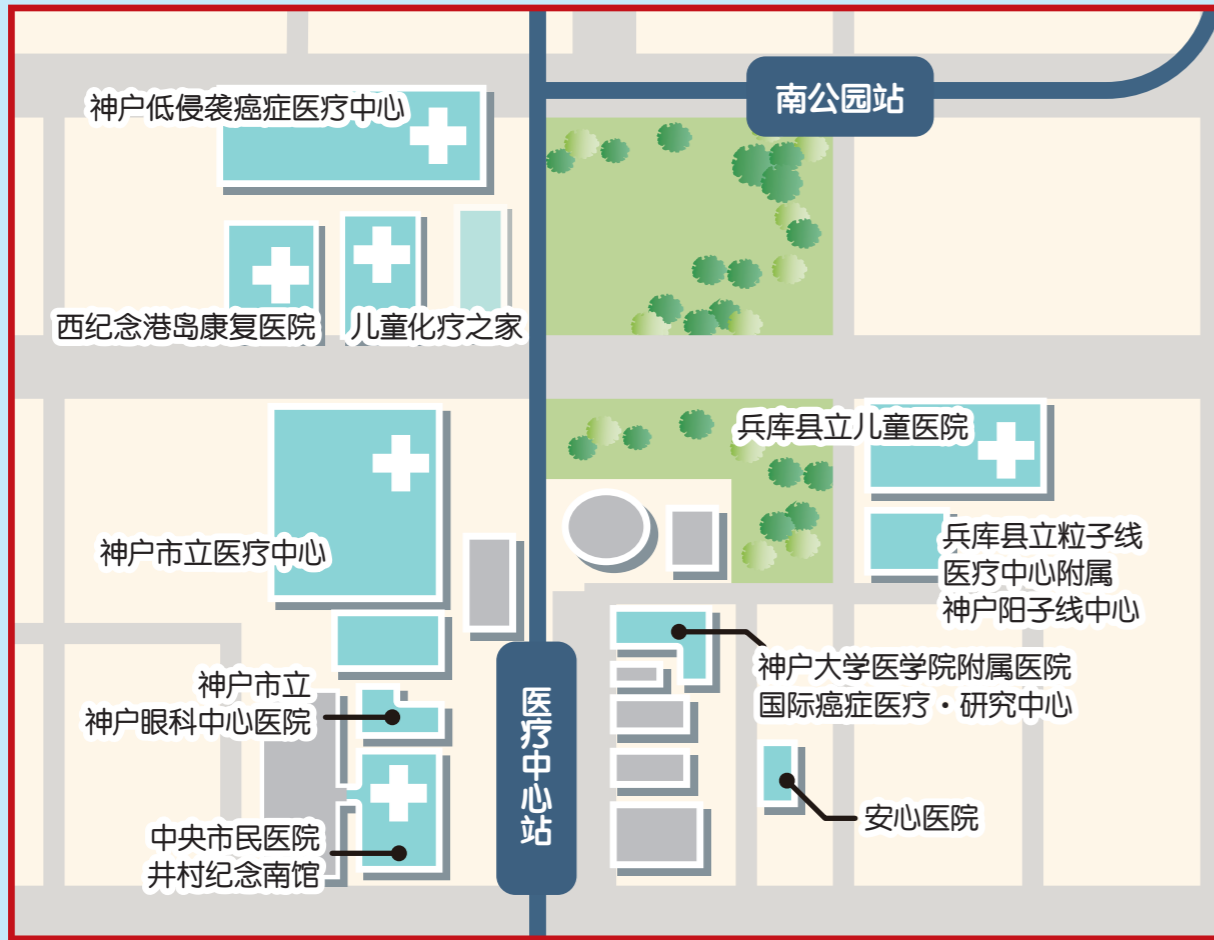 神户低侵袭癌症医疗中心
南公园站
西纪念港岛康复医院
儿童化疗之家
兵库县立儿童医院
神户市立医疗中心
兵库县立粒子线
医疗中心附属
神户阳子线中心
神户大学医学院附属医院
国际癌症医疗・研究中心
神户市立
神户眼科中心医院
医疗中心站
安心医院
中央市民医院
井村纪念南馆